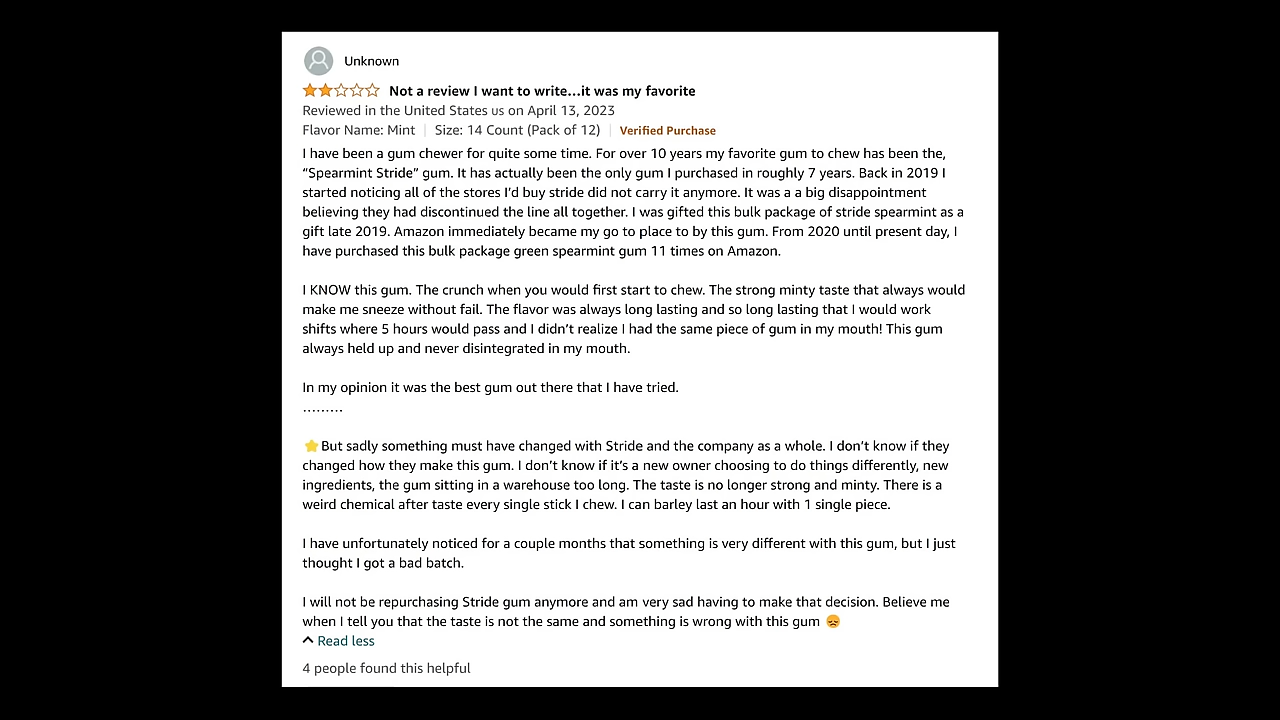 Unknown
Not a review I want to write...it was my favorite
Reviewed in the United States us on April 13, 2023
Flavor Name: Mint | Size: 14 Count (Pack of 12) | Verified Purchase
I have been a gum chewer for quite some time. For over 10 years my favorite gum to chew has been the,
“Spearmint Stride” gum. It has actually been the only gum I purchased in roughly 7 years. Back in 2019 I
started noticing all of the stores I’d buy stride did not carry it anymore. It was a a big disappointment
believing they had discontinued the line all together. I was gifted this bulk package of stride spearmint as a
gift late 2019. Amazon immediately became my go to place to by this gum. From 2020 until present day, I
have purchased this bulk package green spearmint gum 11 times on Amazon.
I KNOW this gum. The crunch when you would first start to chew. The strong minty taste that always would
make me sneeze without fail. The flavor was always long lasting and so long lasting that I would work
shifts where 5 hours would pass and I didn’t realize I had the same piece of gum in my mouth! This gum
always held up and never disintegrated in my mouth.
In my opinion it was the best gum out there that I have tried.
.........
⭐But sadly something must have changed with Stride and the company as a whole. I don’t know if they
changed how they make this gum. I don’t know if it’s a new owner choosing to do things differently, new
ingredients, the gum sitting in a warehouse too long. The taste is no longer strong and minty. There is a
weird chemical after taste every single stick I chew. I can barley last an hour with 1 single piece.
I have unfortunately noticed for a couple months that something is very different with this gum, but I just
thought I got a bad batch.
I will not be repurchasing Stride gum anymore and am very sad having to make that decision. Believe me
when I tell you that the taste is not the same and something is wrong with this gum 😞
Read less
4 people found this helpful